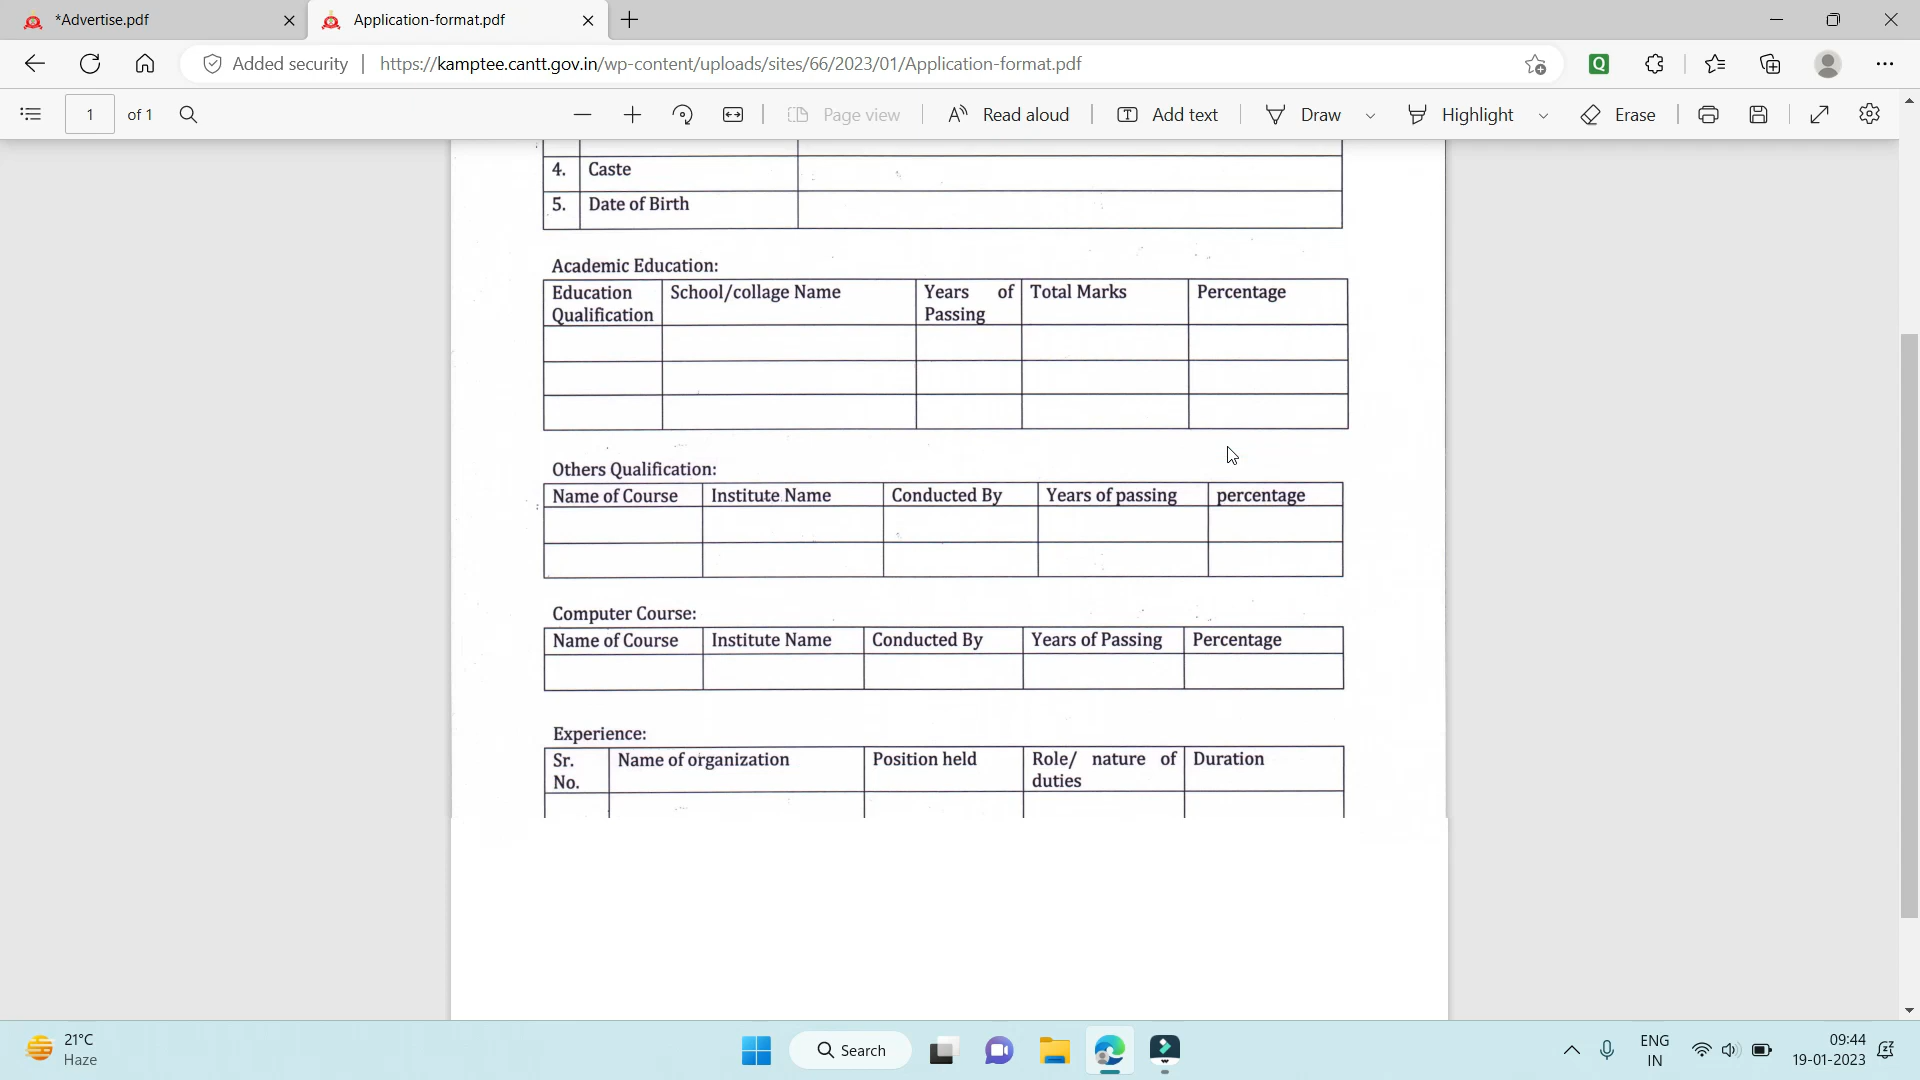 *Advertise.pdf
Application-format.pdf
Added security
https://kamptee.cantt.gov.in/wp-content/uploads/sites/66/2023/01/Application-format.pdf
1 of 1
Page view
Read aloud
Add text
Draw
Highlight
Erase
4. Caste
5. Date of Birth
Academic Education:
Education School/collage Name Years of Total Marks Percentage
Qualification Passing
Others Qualification:
Name of Course Institute Name Conducted By Years of passing percentage
Computer Course:
Name of Course Institute Name Conducted By Years of Passing Percentage
Experience:
Sr. Name of organization Position held Role/ nature of Duration
No. duties
21°C
Haze
Search
ENG
IN
09:44
19-01-2023